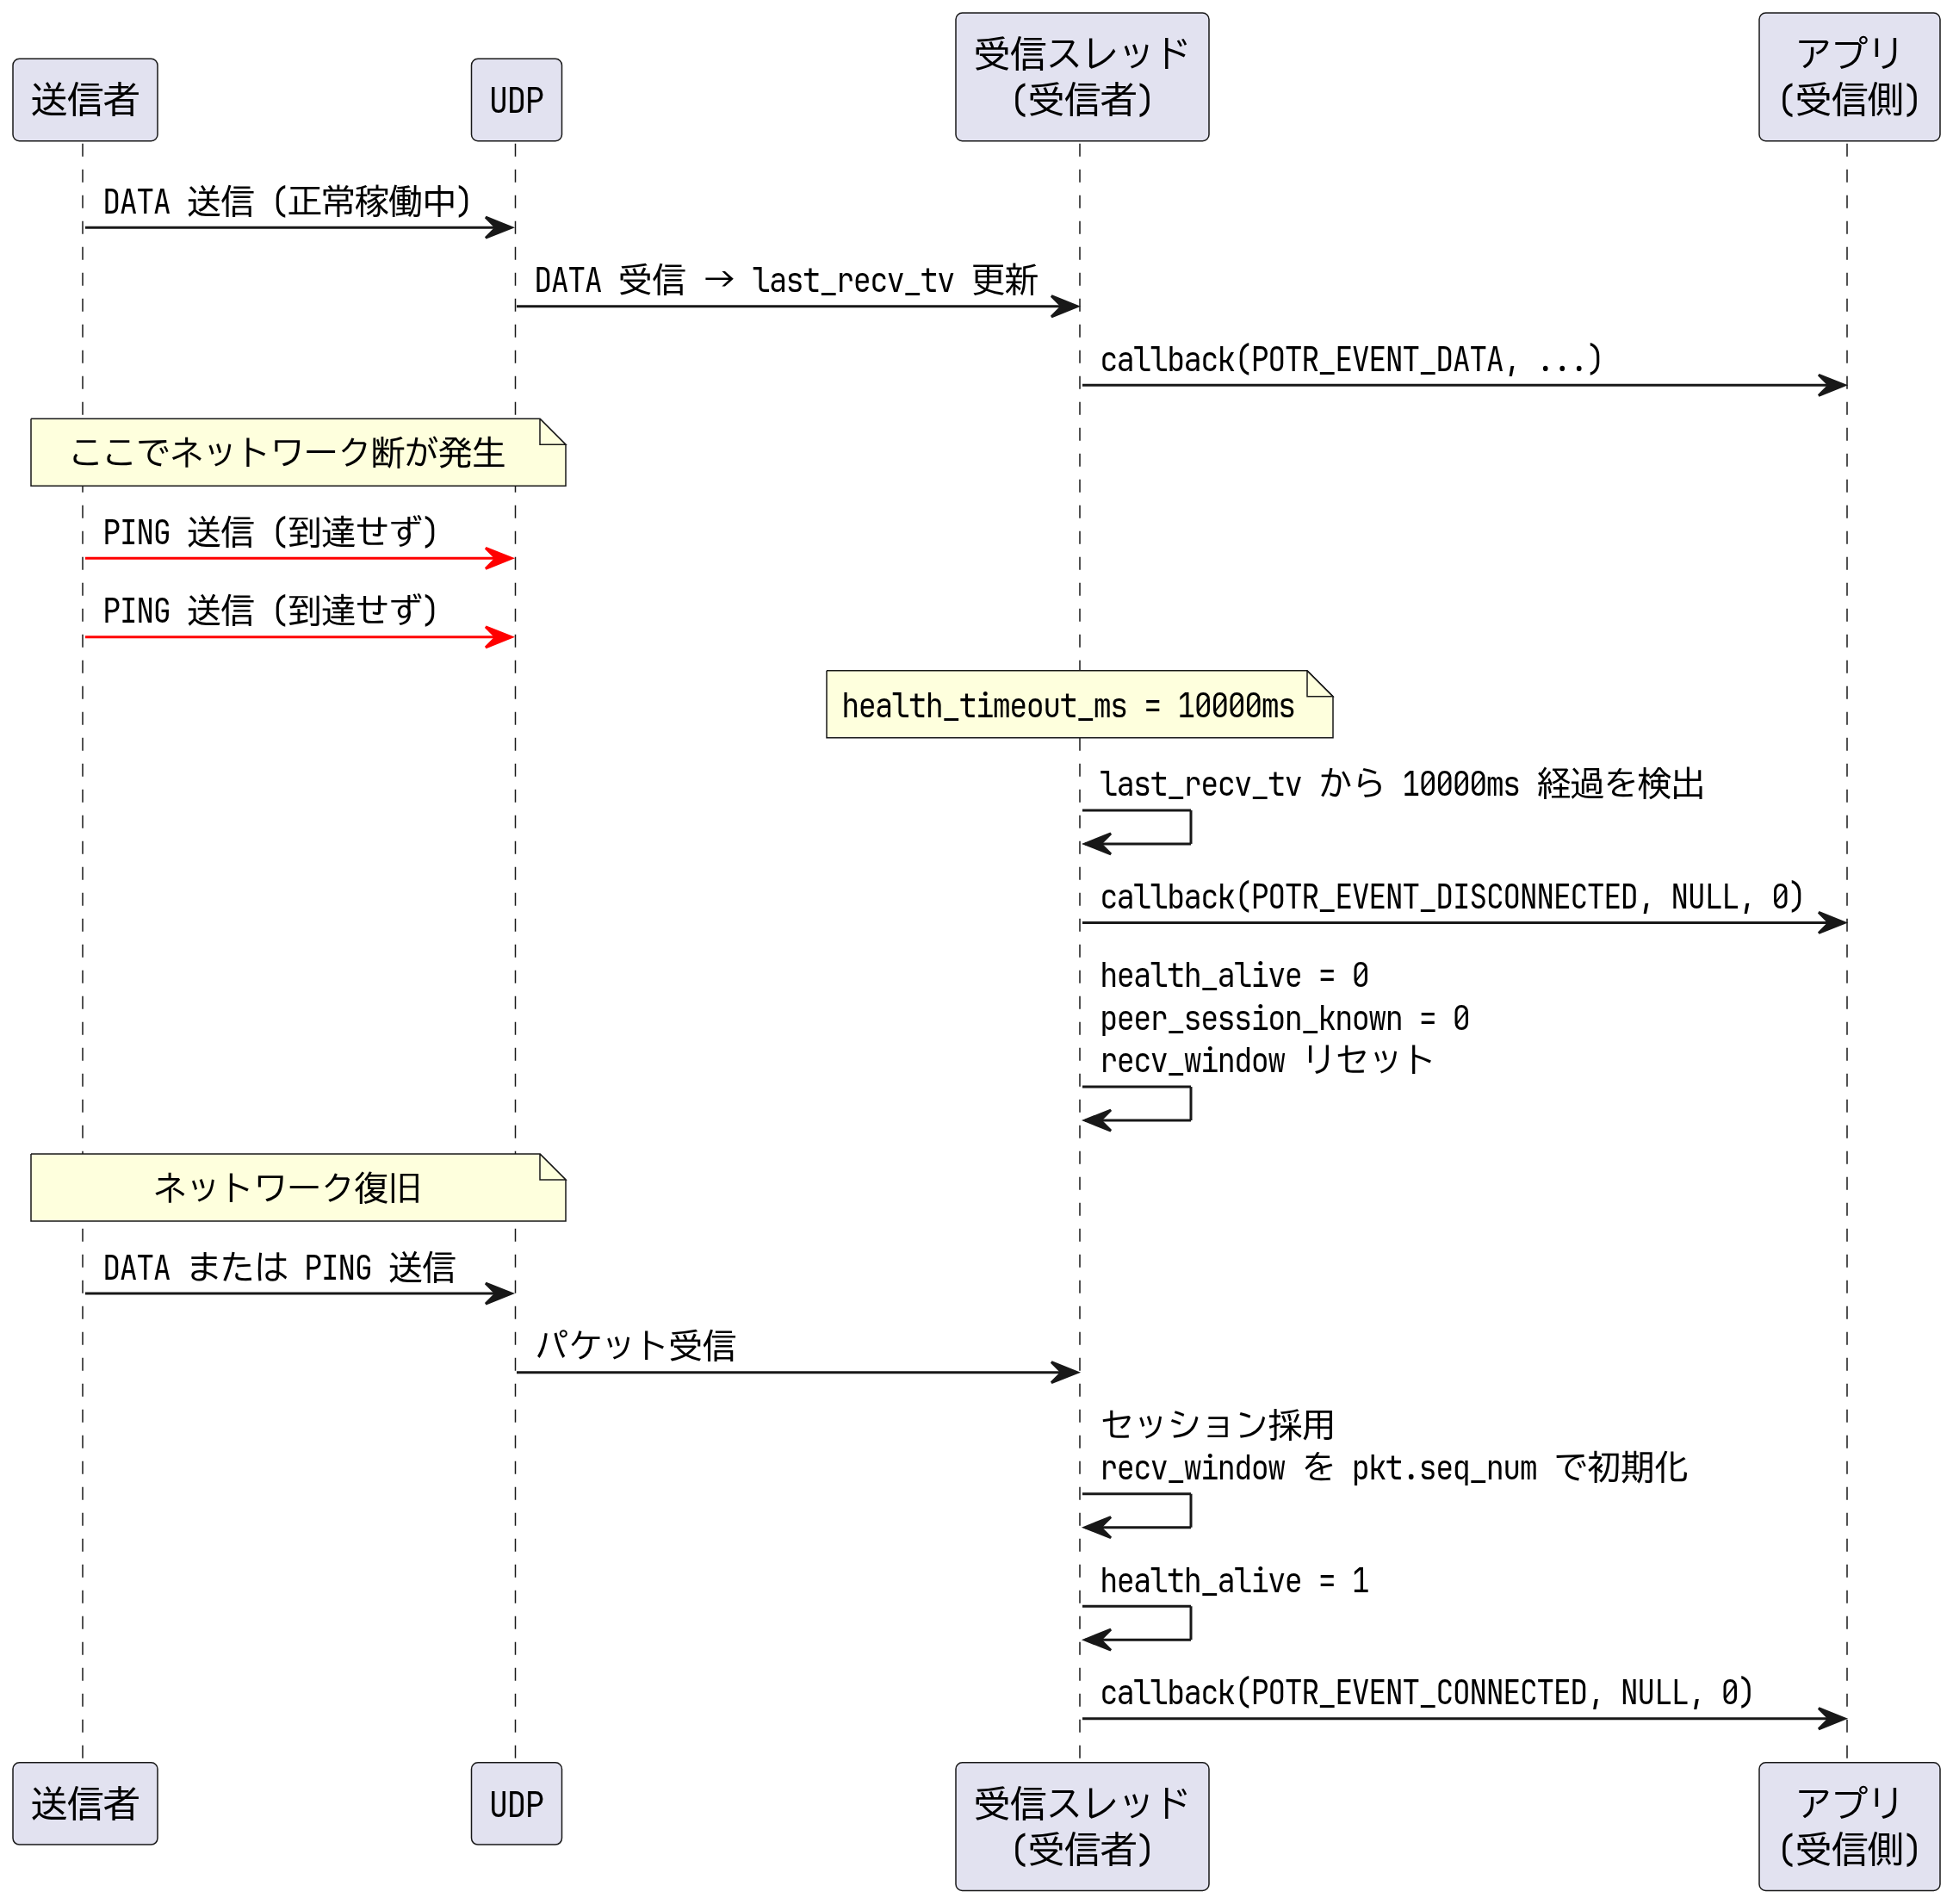 送信者
UDP
受信スレッド
(受信者)
アプリ
(受信側)
DATA 送信 (正常稼働中)
DATA 受信 → last_recv_tv 更新
callback(POTR_EVENT_DATA, ...)
ここでネットワーク断が発生
PING 送信 (到達せず)
PING 送信 (到達せず)
health_timeout_ms = 10000ms
last_recv_tv から 10000ms 経過を検出
callback(POTR_EVENT_DISCONNECTED, NULL, 0)
health_alive = 0
peer_session_known = 0
recv_window リセット
ネットワーク復旧
DATA または PING 送信
パケット受信
セッション採用
recv_window を pkt.seq_num で初期化
health_alive = 1
callback(POTR_EVENT_CONNECTED, NULL, 0)
送信者
UDP
受信スレッド
(受信者)
アプリ
(受信側)